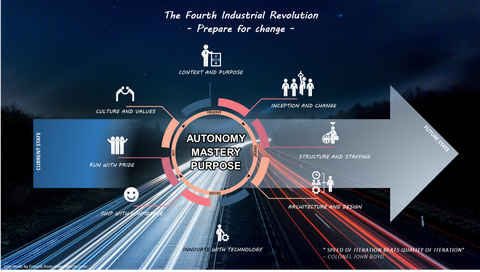 The Fourth Industrial Revolution
- Prepare for change -
CONTEXT AND PURPOSE
CULTURE AND VALUES
INCEPTION AND CHANGE
CURRENT STATE
FUTURE STATE
AUTONOMY
MASTERY
PURPOSE
RUN WITH PRIDE
STRUCTURE AND STAFFING
SHIP WITH
ARCHITECTURE AND DESIGN
INNOVATE WITH TECHNOLOGY
" SPEED OF ITERATION BEATS QUALITY OF ITERATION"
- COLONEL JOHN BOYD